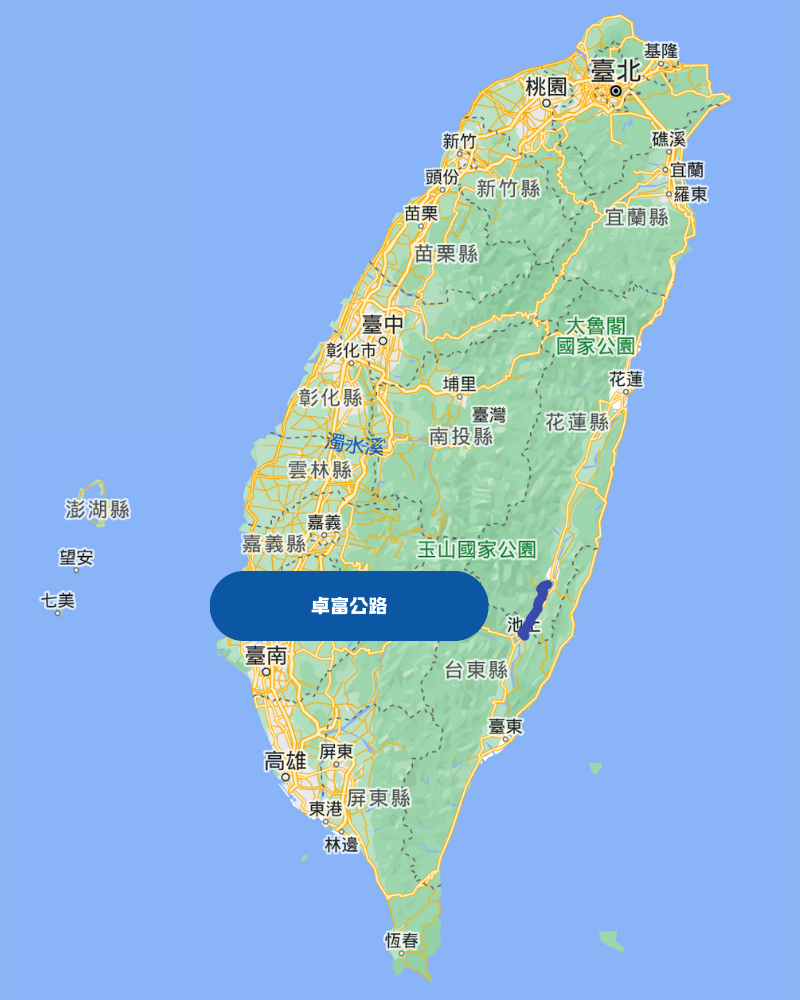 基隆
臺北
桃園
新竹
礁溪
宜蘭
頭份
新竹縣
羅東
苗栗
宜蘭縣
苗栗縣
臺中
太魯閣
國家公園
彰化市
花蓮
埔里
彰化縣
臺灣
花蓮縣
南投縣
濁水溪
雲林縣
澎湖縣
嘉義
嘉義縣
玉山國家公園
望安
七美
卓富公路
池上
臺南
台東縣
臺東
屏東
高雄
屏東縣
東港
林邊
恆春